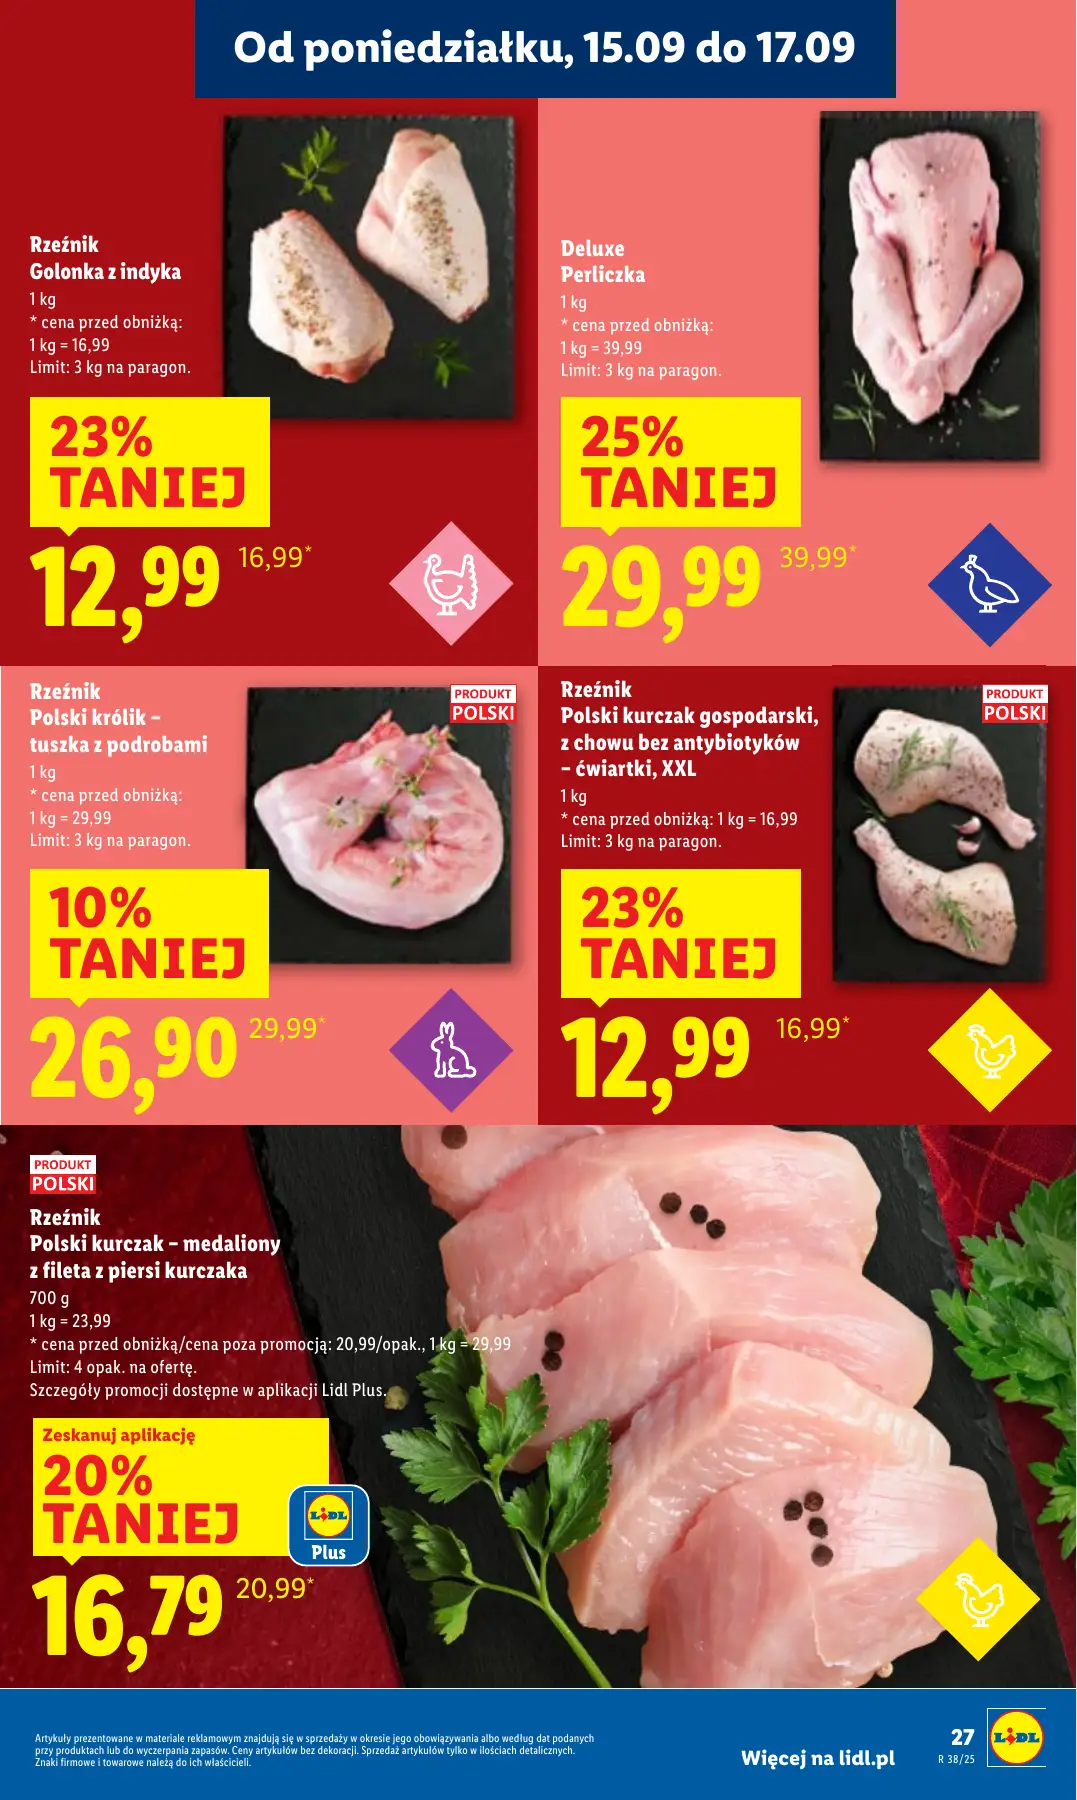 Od poniedziałku, 15.09 do 17.09
Rzeźnik
Golonka z indyka
1 kg
* cena przed obniżką:
1 kg = 16,99
Limit: 3 kg na paragon.
23%
TANIEJ
12,99
16,99*
Deluxe
Perliczka
1 kg
* cena przed obniżką:
1 kg = 39,99
Limit: 3 kg na paragon.
25%
TANIEJ
29,99
39,99*
Rzeźnik
Polski królik –
tuszka z podrobami
1 kg
* cena przed obniżką:
1 kg = 29,99
Limit: 3 kg na paragon.
PRODUKT
POLSKI
10%
TANIEJ
26,90
29,99*
Rzeźnik
Polski kurczak gospodarski,
z chowu bez antybiotyków
– ćwiartki, XXL
1 kg
* cena przed obniżką: 1 kg = 16,99
Limit: 3 kg na paragon.
PRODUKT
POLSKI
23%
TANIEJ
12,99
16,99*
PRODUKT
POLSKI
Rzeźnik
Polski kurczak – medaliony
z fileta z piersi kurczaka
700 g
1 kg = 23,99
* cena przed obniżką/cena poza promocją: 20,99/opak., 1 kg = 29,99
Limit: 4 opak. na ofertę.
Szczegóły promocji dostępne w aplikacji Lidl Plus.
Zeskanuj aplikację
20%
TANIEJ
LIDL
Plus
16,79
20,99*
Artykuły prezentowane w materiale reklamowym znajdują się w sprzedaży w okresie jego obowiązywania albo według dat podanych
przy produktach lub do wyczerpania zapasów. Ceny artykułów bez dekoracji. Sprzedaż artykułów tylko w ilościach detalicznych.
Znaki firmowe i towarowe należą do ich właścicieli.
Więcej na lidl.pl
27
R 38/25
LIDL